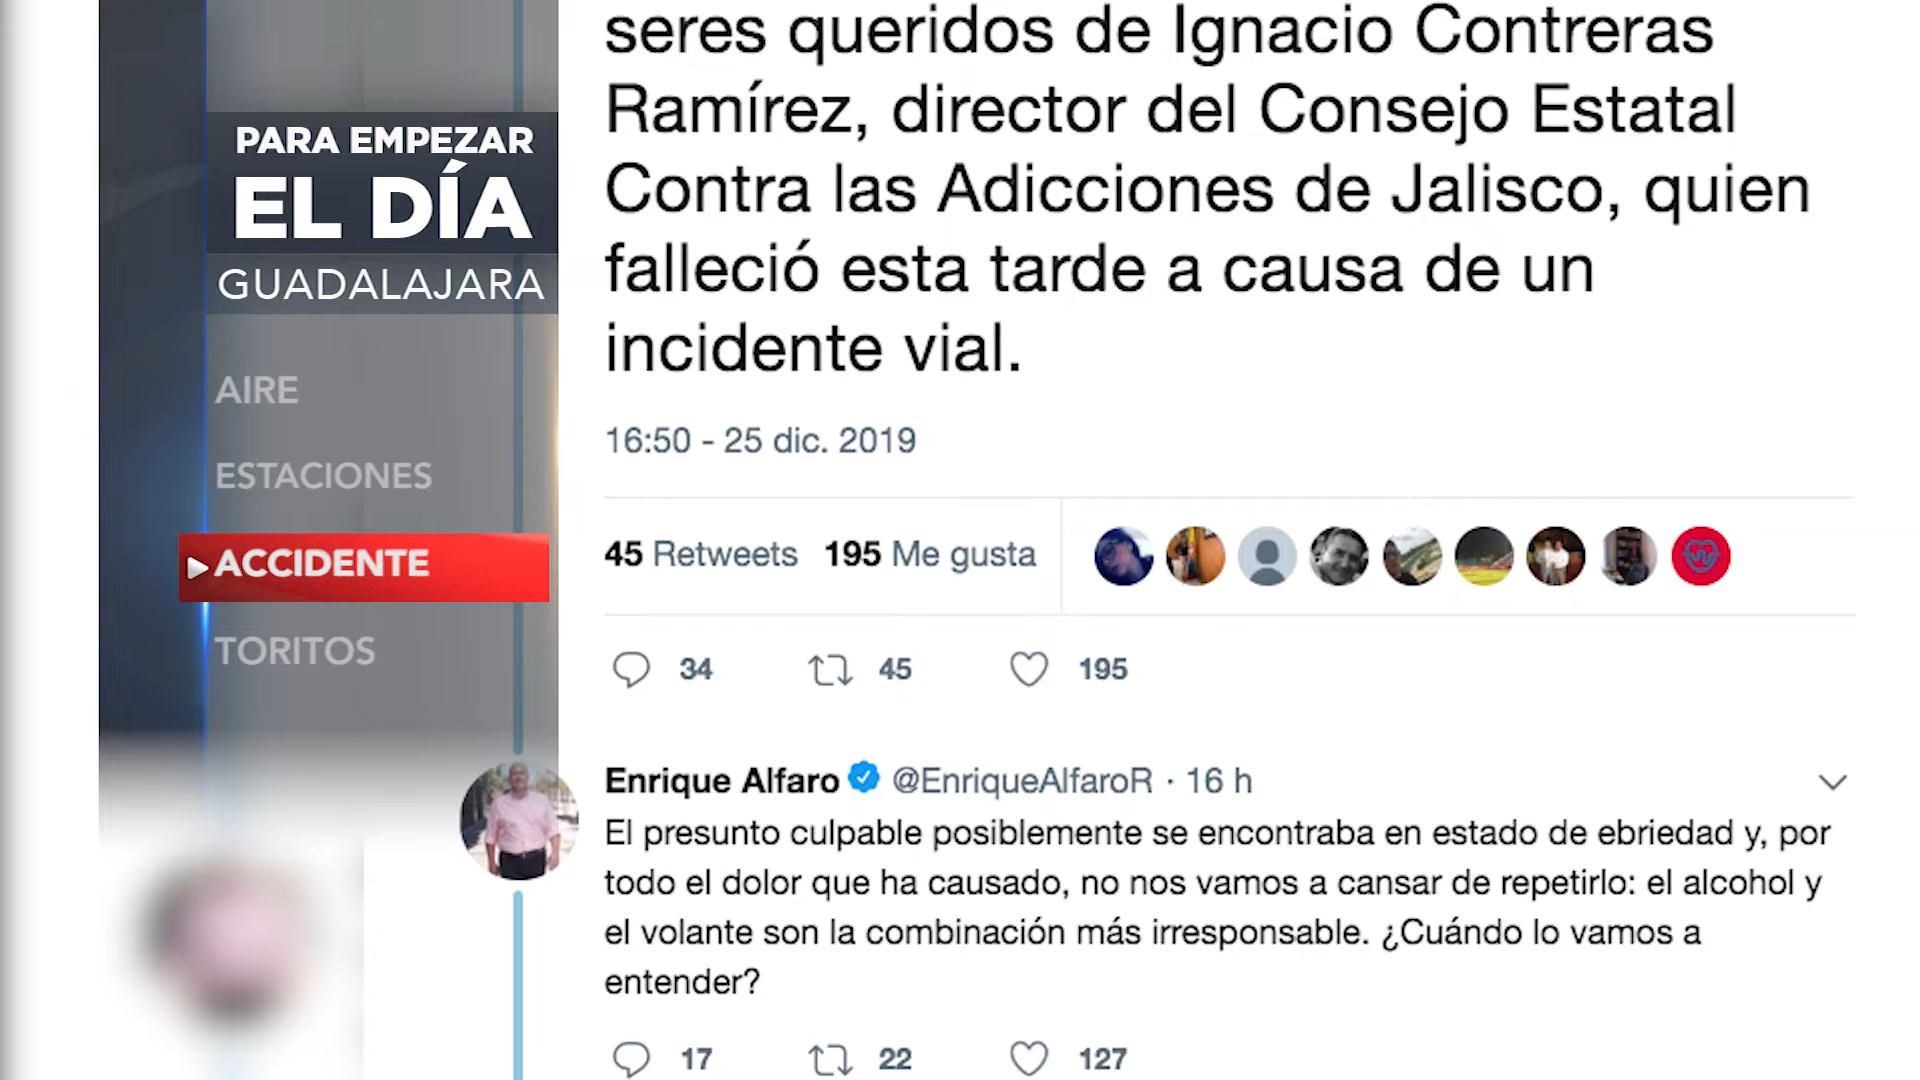 PARA EMPEZAR
EL DÍA
GUADALAJARA
AIRE
ESTACIONES
ACCIDENTE
TORITOS
seres queridos de Ignacio Contreras
Ramírez, director del Consejo Estatal
Contra las Adicciones de Jalisco, quien
falleció esta tarde a causa de un
incidente vial.
16:50 - 25 dic. 2019
45 Retweets 195 Me gusta
34 45 195
Enrique Alfaro @EnriqueAlfaroR · 16 h
El presunto culpable posiblemente se encontraba en estado de ebriedad y, por
todo el dolor que ha causado, no nos vamos a cansar de repetirlo: el alcohol y
el volante son la combinación más irresponsable. ¿Cuándo lo vamos a
entender?
17 22 127